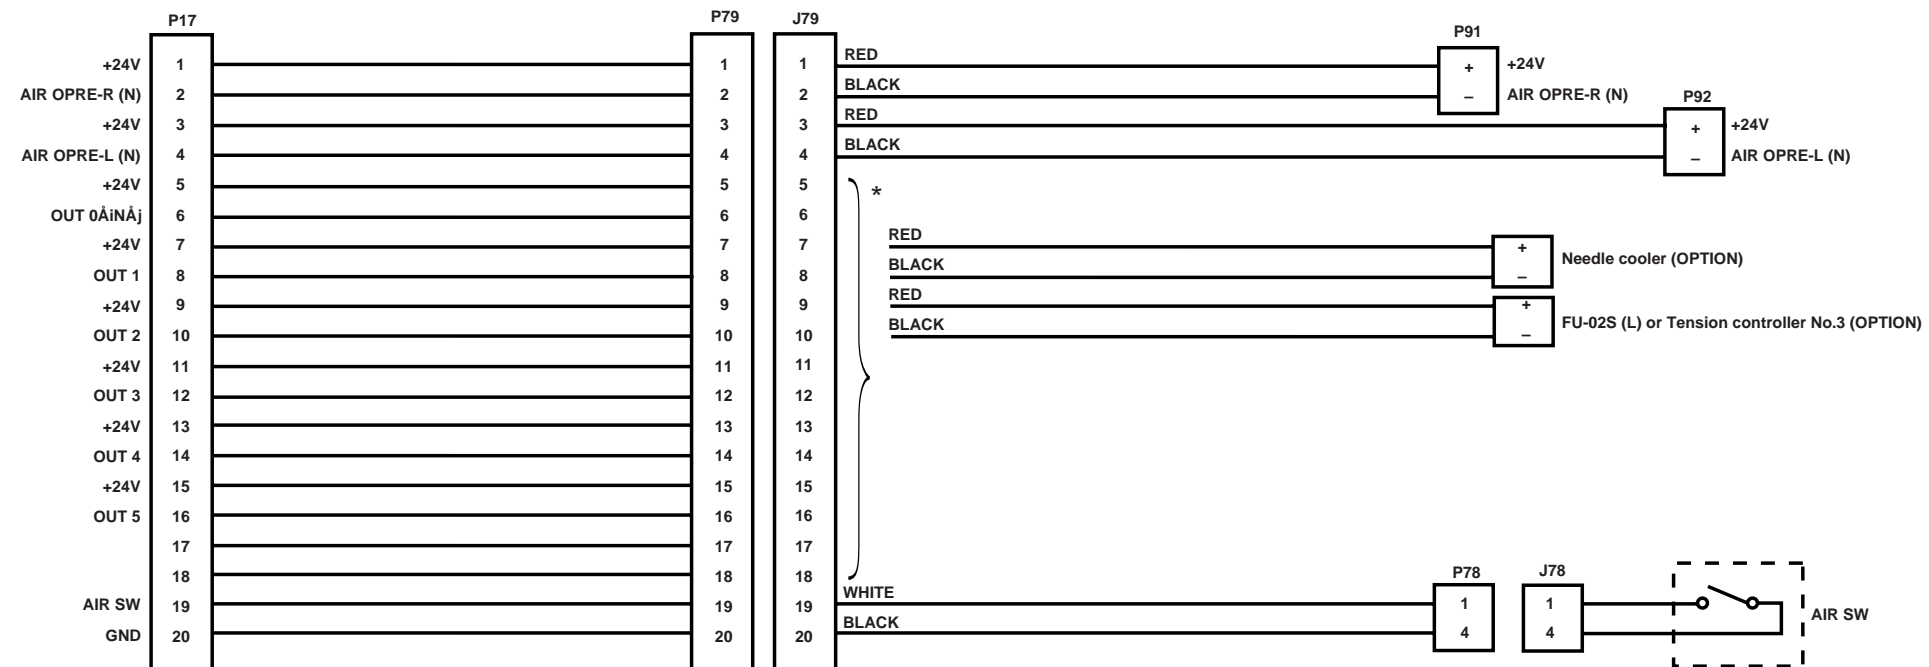 P17 P79 J79
P91
P92
+24V 1 1 1 RED + +24V
AIR OPRE-R (N) 2 2 2 BLACK – AIR OPRE-R (N)
+24V 3 3 3 RED + +24V
AIR OPRE-L (N) 4 4 4 BLACK – AIR OPRE-L (N)
+24V 5 5 5 *
OUT 0ÅiNÅj 6 6 6
+24V 7 7 7 RED +
Needle cooler (OPTION)
OUT 1 8 8 8 BLACK –
+24V 9 9 9 RED +
FU-02S (L) or Tension controller No.3 (OPTION)
OUT 2 10 10 10 BLACK –
+24V 11 11 11
OUT 3 12 12 12
+24V 13 13 13
OUT 4 14 14 14
+24V 15 15 15
OUT 5 16 16 16
17 17 17
18 18 18
P78 J78
AIR SW 19 19 19 WHITE 1 1
AIR SW
GND 20 20 20 BLACK 4 4